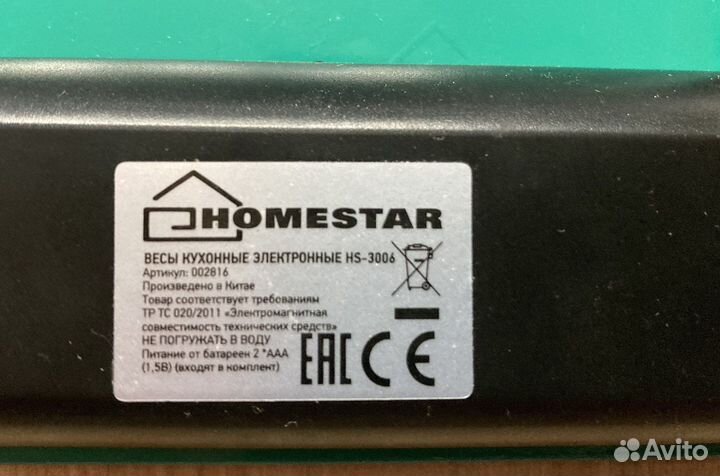 HOMESTAR
ВЕСЫ КУХОННЫЕ ЭЛЕКТРОННЫЕ HS-3006
Артикул: 002816
Произведено в Китае
Товар соответствует требованиям
ТР ТС 020/2011 «Электромагнитная
совместимость технических средств»
НЕ ПОГРУЖАТЬ В ВОДУ
Питание от батареек 2 *ААА
(1,5В) (входят в комплект)
EAC CE
Avito